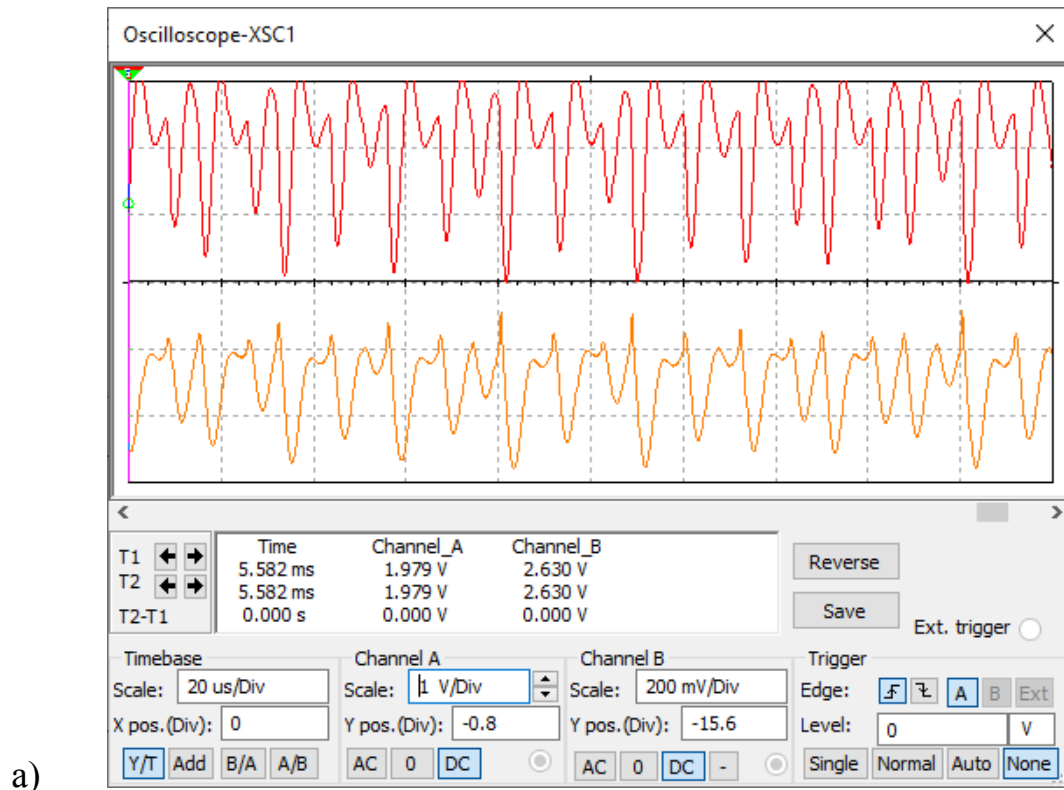 Oscilloscope-XSC1
Time Channel_A Channel_B
T1 5.582 ms 1.979 V 2.630 V
T2 5.582 ms 1.979 V 2.630 V
T2-T1 0.000 s 0.000 V 0.000 V
Reverse
Save
Ext. trigger
Timebase
Scale: 20 us/Div
X pos.(Div): 0
Y/T Add B/A A/B
Channel A
Scale: 1 V/Div
Y pos.(Div): -0.8
AC 0 DC
Channel B
Scale: 200 mV/Div
Y pos.(Div): -15.6
AC 0 DC -
Trigger
Edge: A B Ext
Level: 0 V
Single Normal Auto None
a)